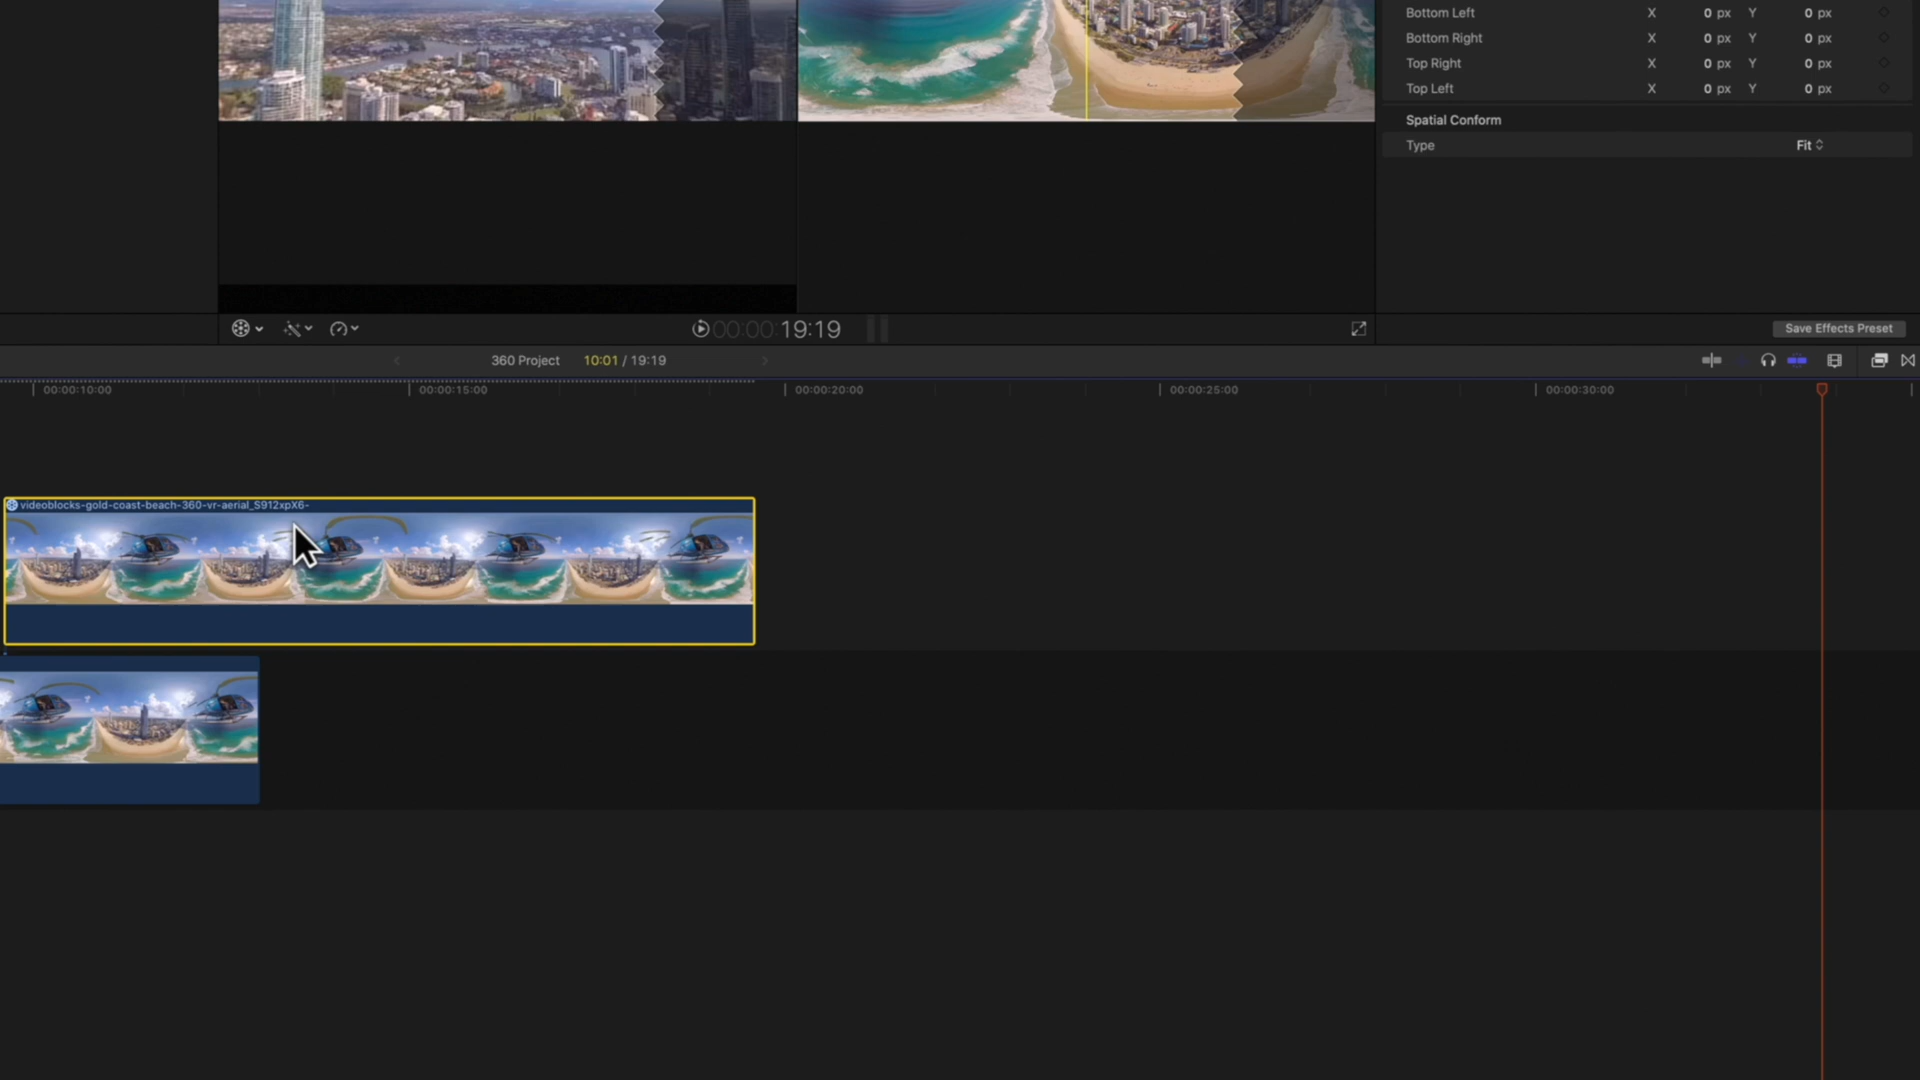 Bottom Left X 0 px Y 0 px
Bottom Right X 0 px Y 0 px
Top Right X 0 px Y 0 px
Top Left X 0 px Y 0 px
Spatial Conform
Type Fit
00:00:00:19:19
Save Effects Preset
360 Project 10:01 / 19:19
00:00:10:00 00:00:15:00 00:00:20:00 00:00:25:00 00:00:30:00
videoblocks-gold-coast-beach-360-vr-aerial_S912xpX6-